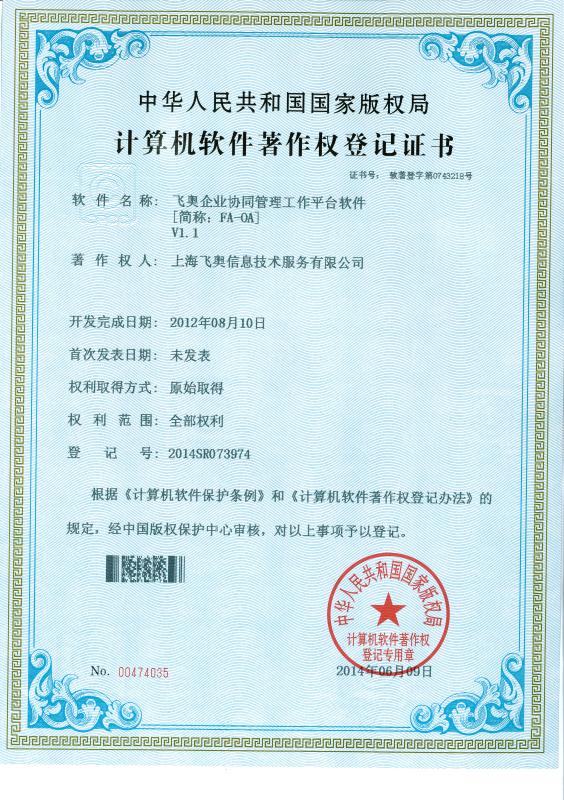 中华人民共和国国家版权局
计算机软件著作权登记证书
证书号： 软著登字第0743218号
软件名称： 飞奥企业协同管理工作平台软件
[简称：FA-OA]
V1.1
著作权人： 上海飞奥信息技术服务有限公司
开发完成日期： 2012年08月10日
首次发表日期： 未发表
权利取得方式： 原始取得
权利范围： 全部权利
登记号： 2014SR073974
根据《计算机软件保护条例》和《计算机软件著作权登记办法》的
规定，经中国版权保护中心审核，对以上事项予以登记。
中华人民共和国国家版权局
计算机软件著作权
登记专用章
No. 00474035
2014年06月09日